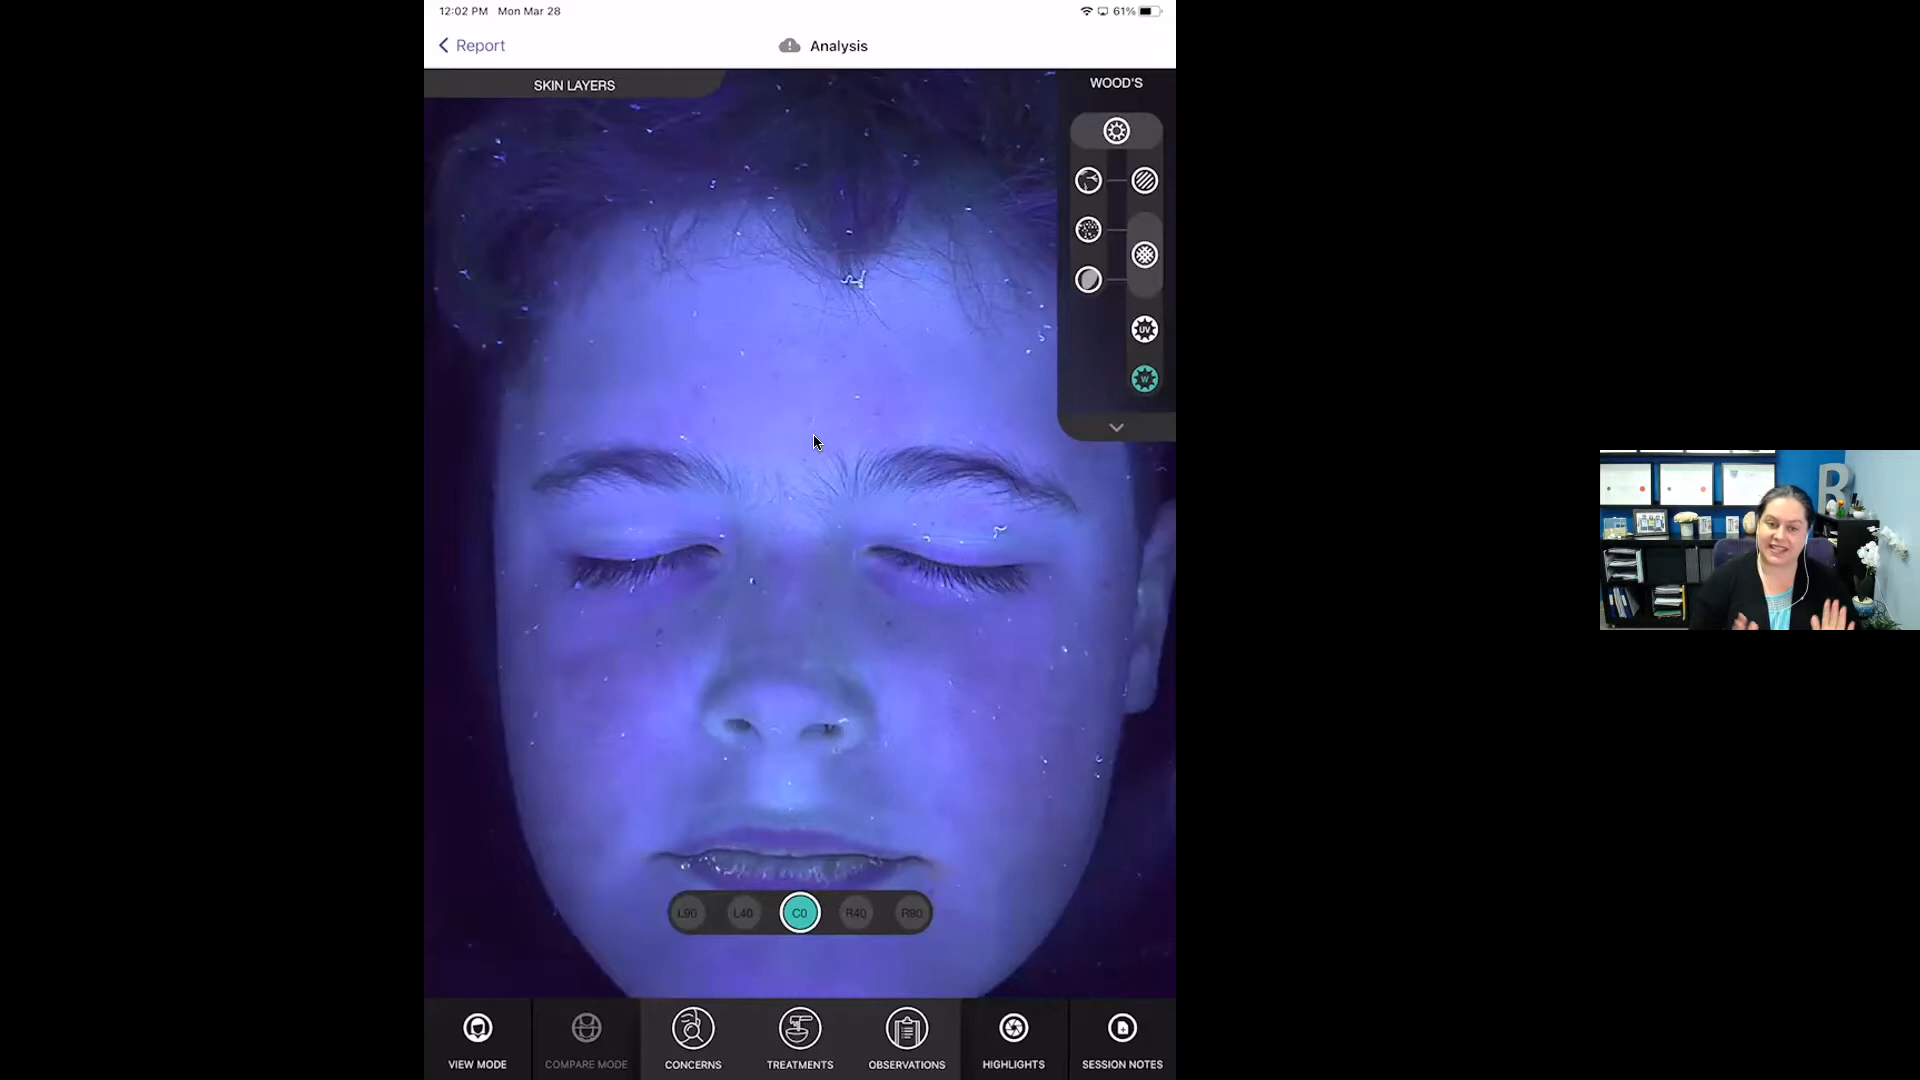 12:02 PM Mon Mar 28
61%
Report
Analysis
SKIN LAYERS
WOOD'S
UV
W
R
L90
L40
C0
R40
R90
VIEW MODE
COMPARE MODE
CONCERNS
TREATMENTS
OBSERVATIONS
HIGHLIGHTS
SESSION NOTES